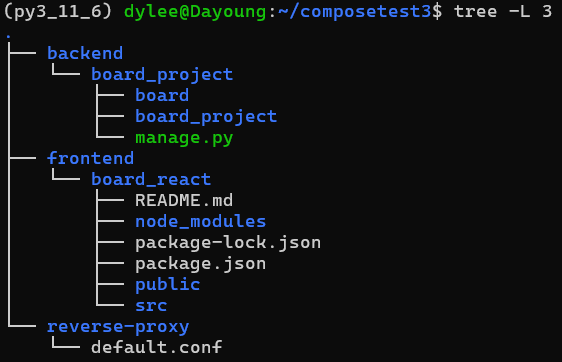 (py3_11_6) dylee@Dayoung:~/composetest3$ tree -L 3
.
├── backend
│   └── board_project
│       ├── board
│       ├── board_project
│       └── manage.py
├── frontend
│   └── board_react
│       ├── README.md
│       ├── node_modules
│       ├── package-lock.json
│       ├── package.json
│       ├── public
│       └── src
└── reverse-proxy
    └── default.conf